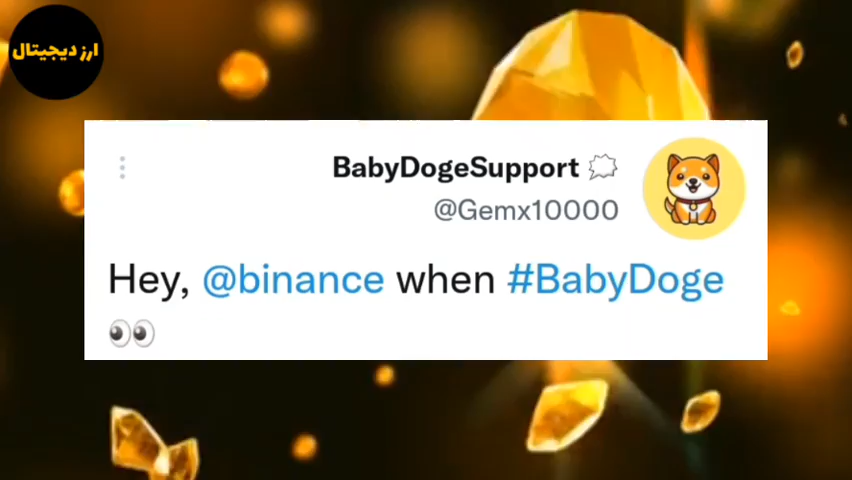 ارز دیجیتال
BabyDogeSupport
@Gemx10000
Hey, @binance when #BabyDoge
👀